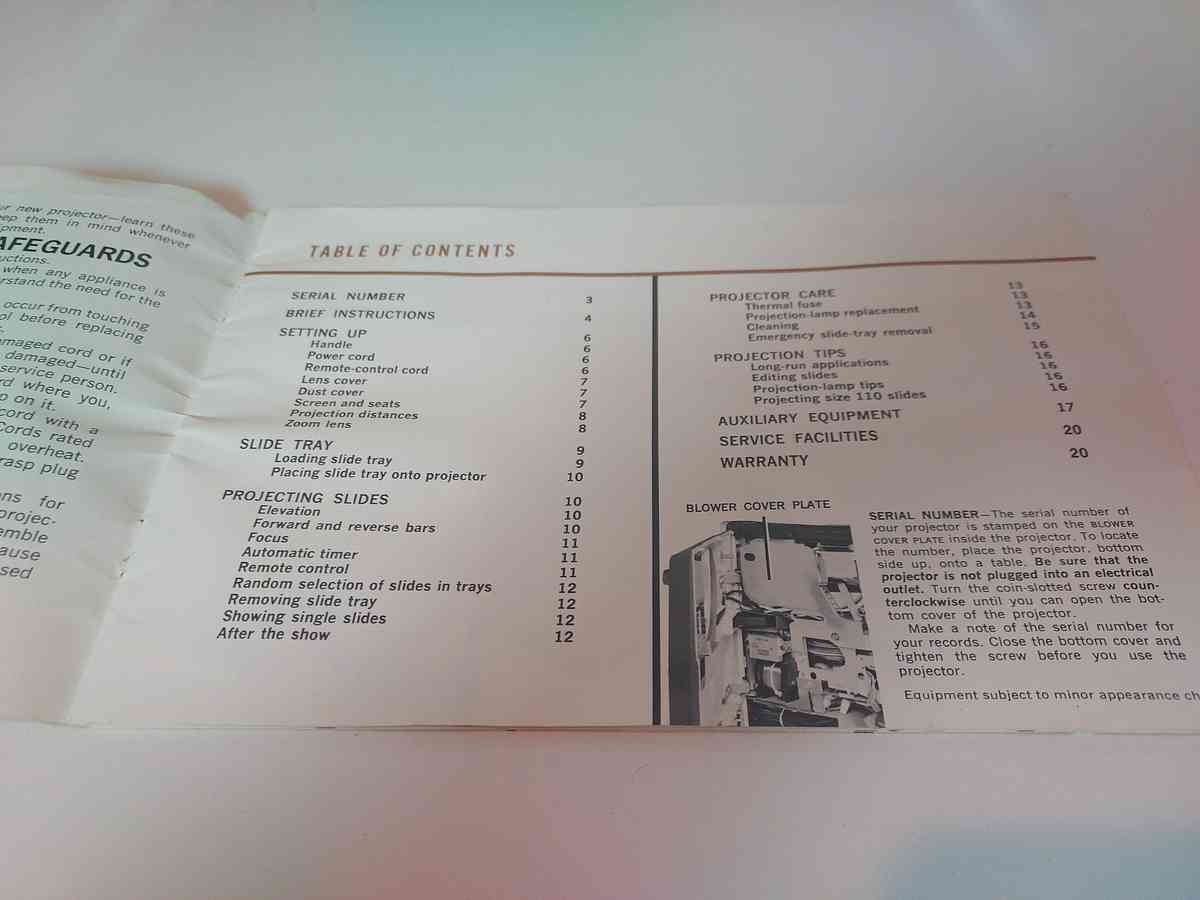 ur new projector—learn these
ep them in mind whenever
pment.
AFEGUARDS
uctions.
when any appliance is
rstand the need for the
occur from touching
ol before replacing
maged cord or if
damaged—until
service person.
rd where you,
p on it.
cord with a
Cords rated
overheat.
rasp plug
ns for
projec-
emble
ause
sed
TABLE OF CONTENTS
SERIAL NUMBER 3
BRIEF INSTRUCTIONS 4
SETTING UP 6
Handle 6
Power cord 6
Remote-control cord 6
Lens cover 7
Dust cover 7
Screen and seats 7
Projection distances 8
Zoom lens 8
SLIDE TRAY 9
Loading slide tray 9
Placing slide tray onto projector 10
PROJECTING SLIDES 10
Elevation 10
Forward and reverse bars 10
Focus 11
Automatic timer 11
Remote control 11
Random selection of slides in trays 12
Removing slide tray 12
Showing single slides 12
After the show 12
PROJECTOR CARE 13
Thermal fuse 13
Projection-lamp replacement 13
Cleaning 14
Emergency slide-tray removal 15
PROJECTION TIPS 16
Long-run applications 16
Editing slides 16
Projection-lamp tips 16
Projecting size 110 slides 16
AUXILIARY EQUIPMENT 17
SERVICE FACILITIES 20
WARRANTY 20
BLOWER COVER PLATE
SERIAL NUMBER—The serial number of
your projector is stamped on the BLOWER
COVER PLATE inside the projector. To locate
the number, place the projector, bottom
side up, onto a table. Be sure that the
projector is not plugged into an electrical
outlet. Turn the coin-slotted screw coun-
terclockwise until you can open the bot-
tom cover of the projector.
Make a note of the serial number for
your records. Close the bottom cover and
tighten the screw before you use the
projector.
Equipment subject to minor appearance ch